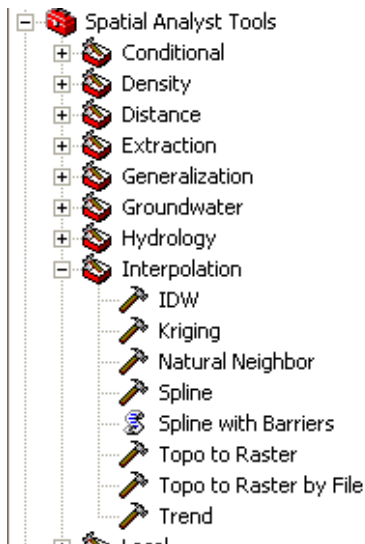 Spatial Analyst Tools
Conditional
Density
Distance
Extraction
Generalization
Groundwater
Hydrology
Interpolation
IDW
Kriging
Natural Neighbor
Spline
Spline with Barriers
Topo to Raster
Topo to Raster by File
Trend